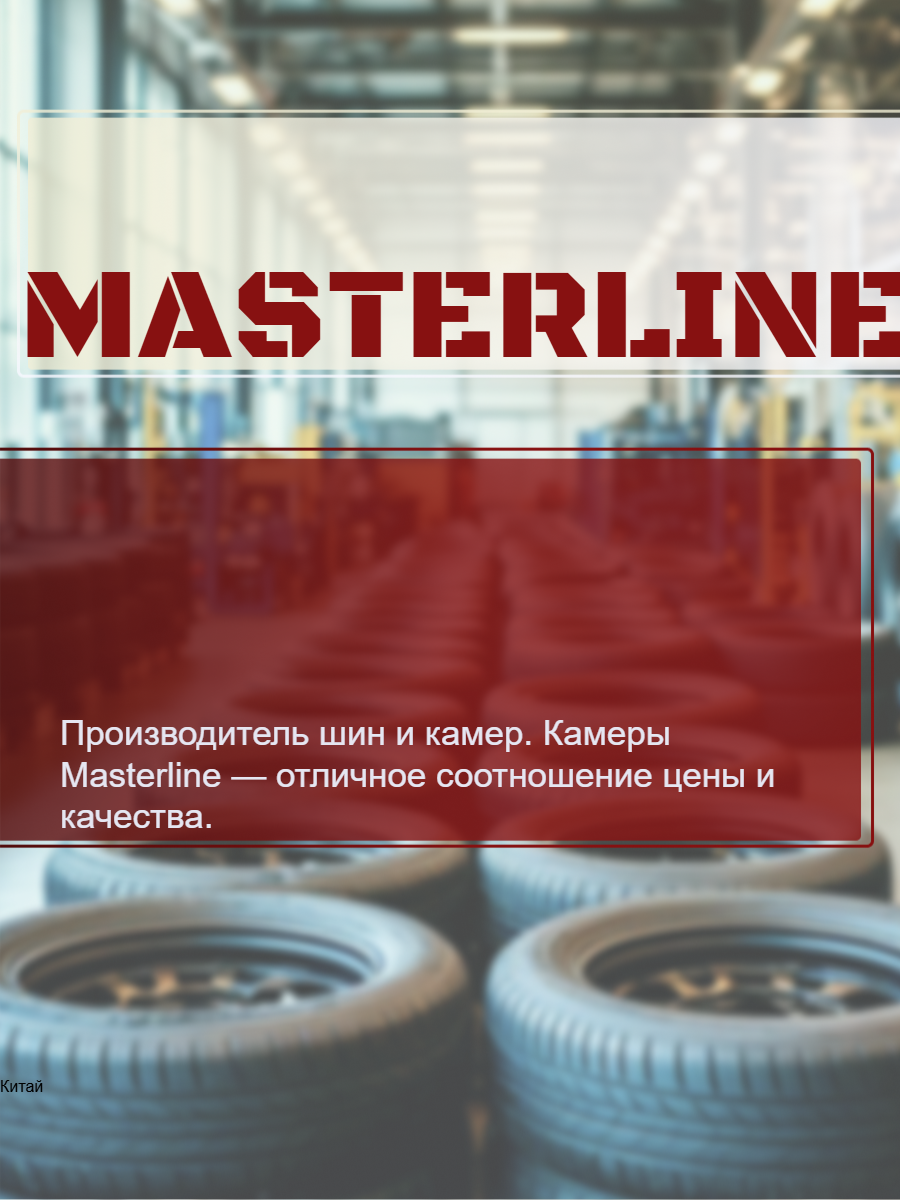 MASTERLINE
Производитель шин и камер. Камеры
Masterline — отличное соотношение цены и
качества.
Китай